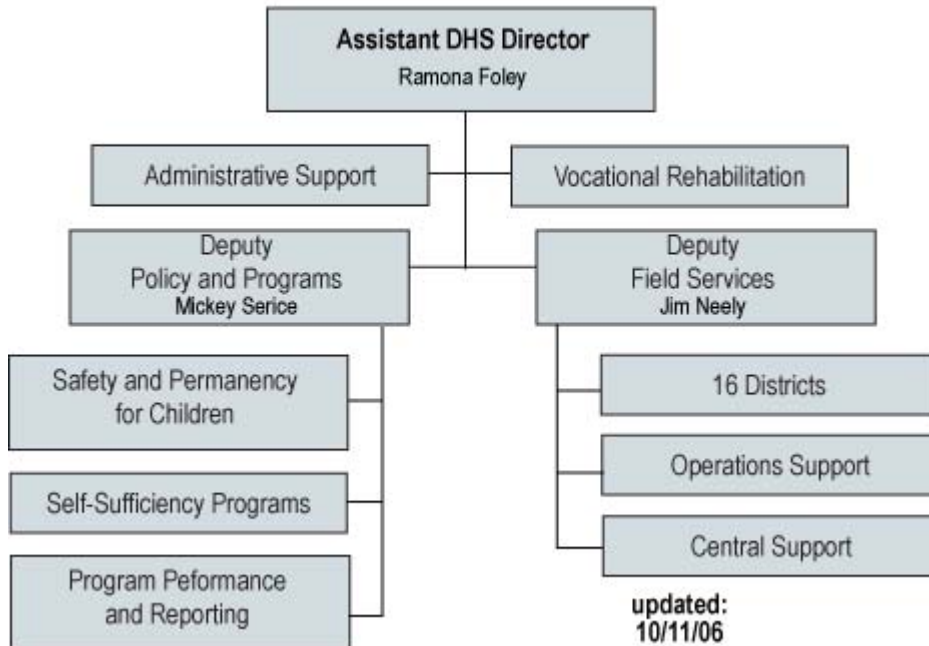 Assistant DHS Director
Ramona Foley
Administrative Support
Vocational Rehabilitation
Deputy
Policy and Programs
Mickey Serice
Deputy
Field Services
Jim Neely
Safety and Permanency
for Children
Self-Sufficiency Programs
Program Peformance
and Reporting
16 Districts
Operations Support
Central Support
updated:
10/11/06